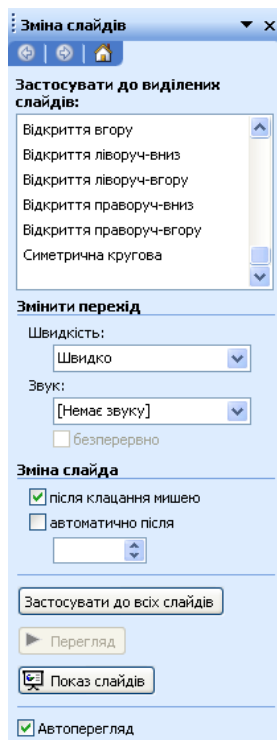 Зміна слайдів
Застосувати до виділених
слайдів:
Відкриття вгору
Відкриття ліворуч-вниз
Відкриття ліворуч-вгору
Відкриття праворуч-вниз
Відкриття праворуч-вгору
Симетрична кругова
Змінити перехід
Швидкість:
Швидко
Звук:
[Немає звуку]
безперервно
Зміна слайда
після клацання мишею
автоматично після
Застосувати до всіх слайдів
Перегляд
Показ слайдів
Автоперегляд